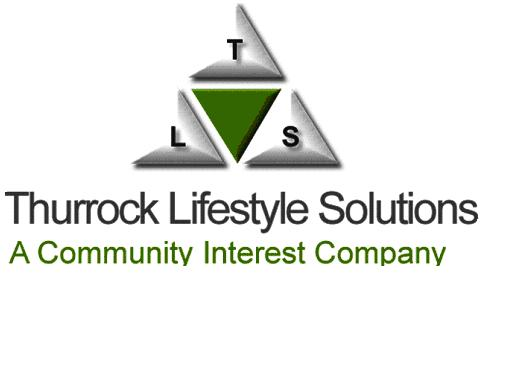 T
L S
Thurrock Lifestyle Solutions
A Community Interest Company